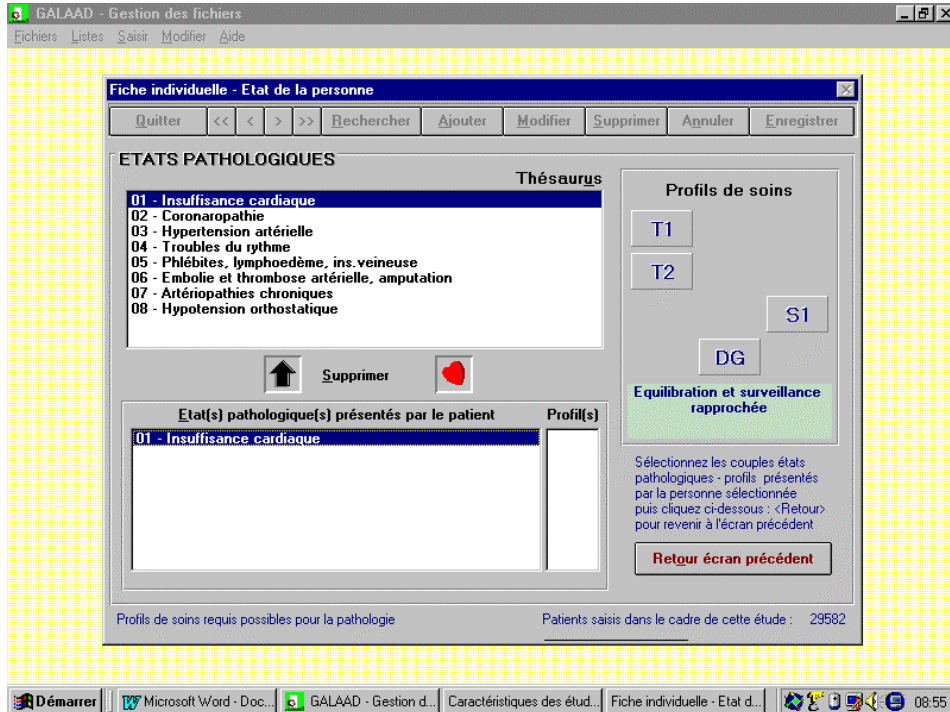 GALAAD - Gestion des fichiers
Fichiers Listes Saisir Modifier Aide
Fiche individuelle - Etat de la personne
Quitter << < > >> Rechercher Ajouter Modifier Supprimer Annuler Enregistrer
ETATS PATHOLOGIQUES
Thésaurus
01 - Insuffisance cardiaque
02 - Coronaropathie
03 - Hypertension artérielle
04 - Troubles du rythme
05 - Phlébites, lymphoedème, ins.veineuse
06 - Embolie et thrombose artérielle, amputation
07 - Artériopathies chroniques
08 - Hypotension orthostatique
Supprimer
Etat(s) pathologique(s) présentés par le patient Profil(s)
01 - Insuffisance cardiaque
Profils de soins
T1
T2
S1
DG
Equilibration et surveillance
rapprochée
Sélectionnez les couples états
pathologiques - profils présentés
par la personne sélectionnée
puis cliquez ci-dessous : <Retour>
pour revenir à l'écran précédent
Retour écran précédent
Profils de soins requis possibles pour la pathologie
Patients saisis dans le cadre de cette étude : 29582
Démarrer Microsoft Word - Doc... GALAAD - Gestion d... Caractéristiques des étud... Fiche individuelle - Etat d... 08:55